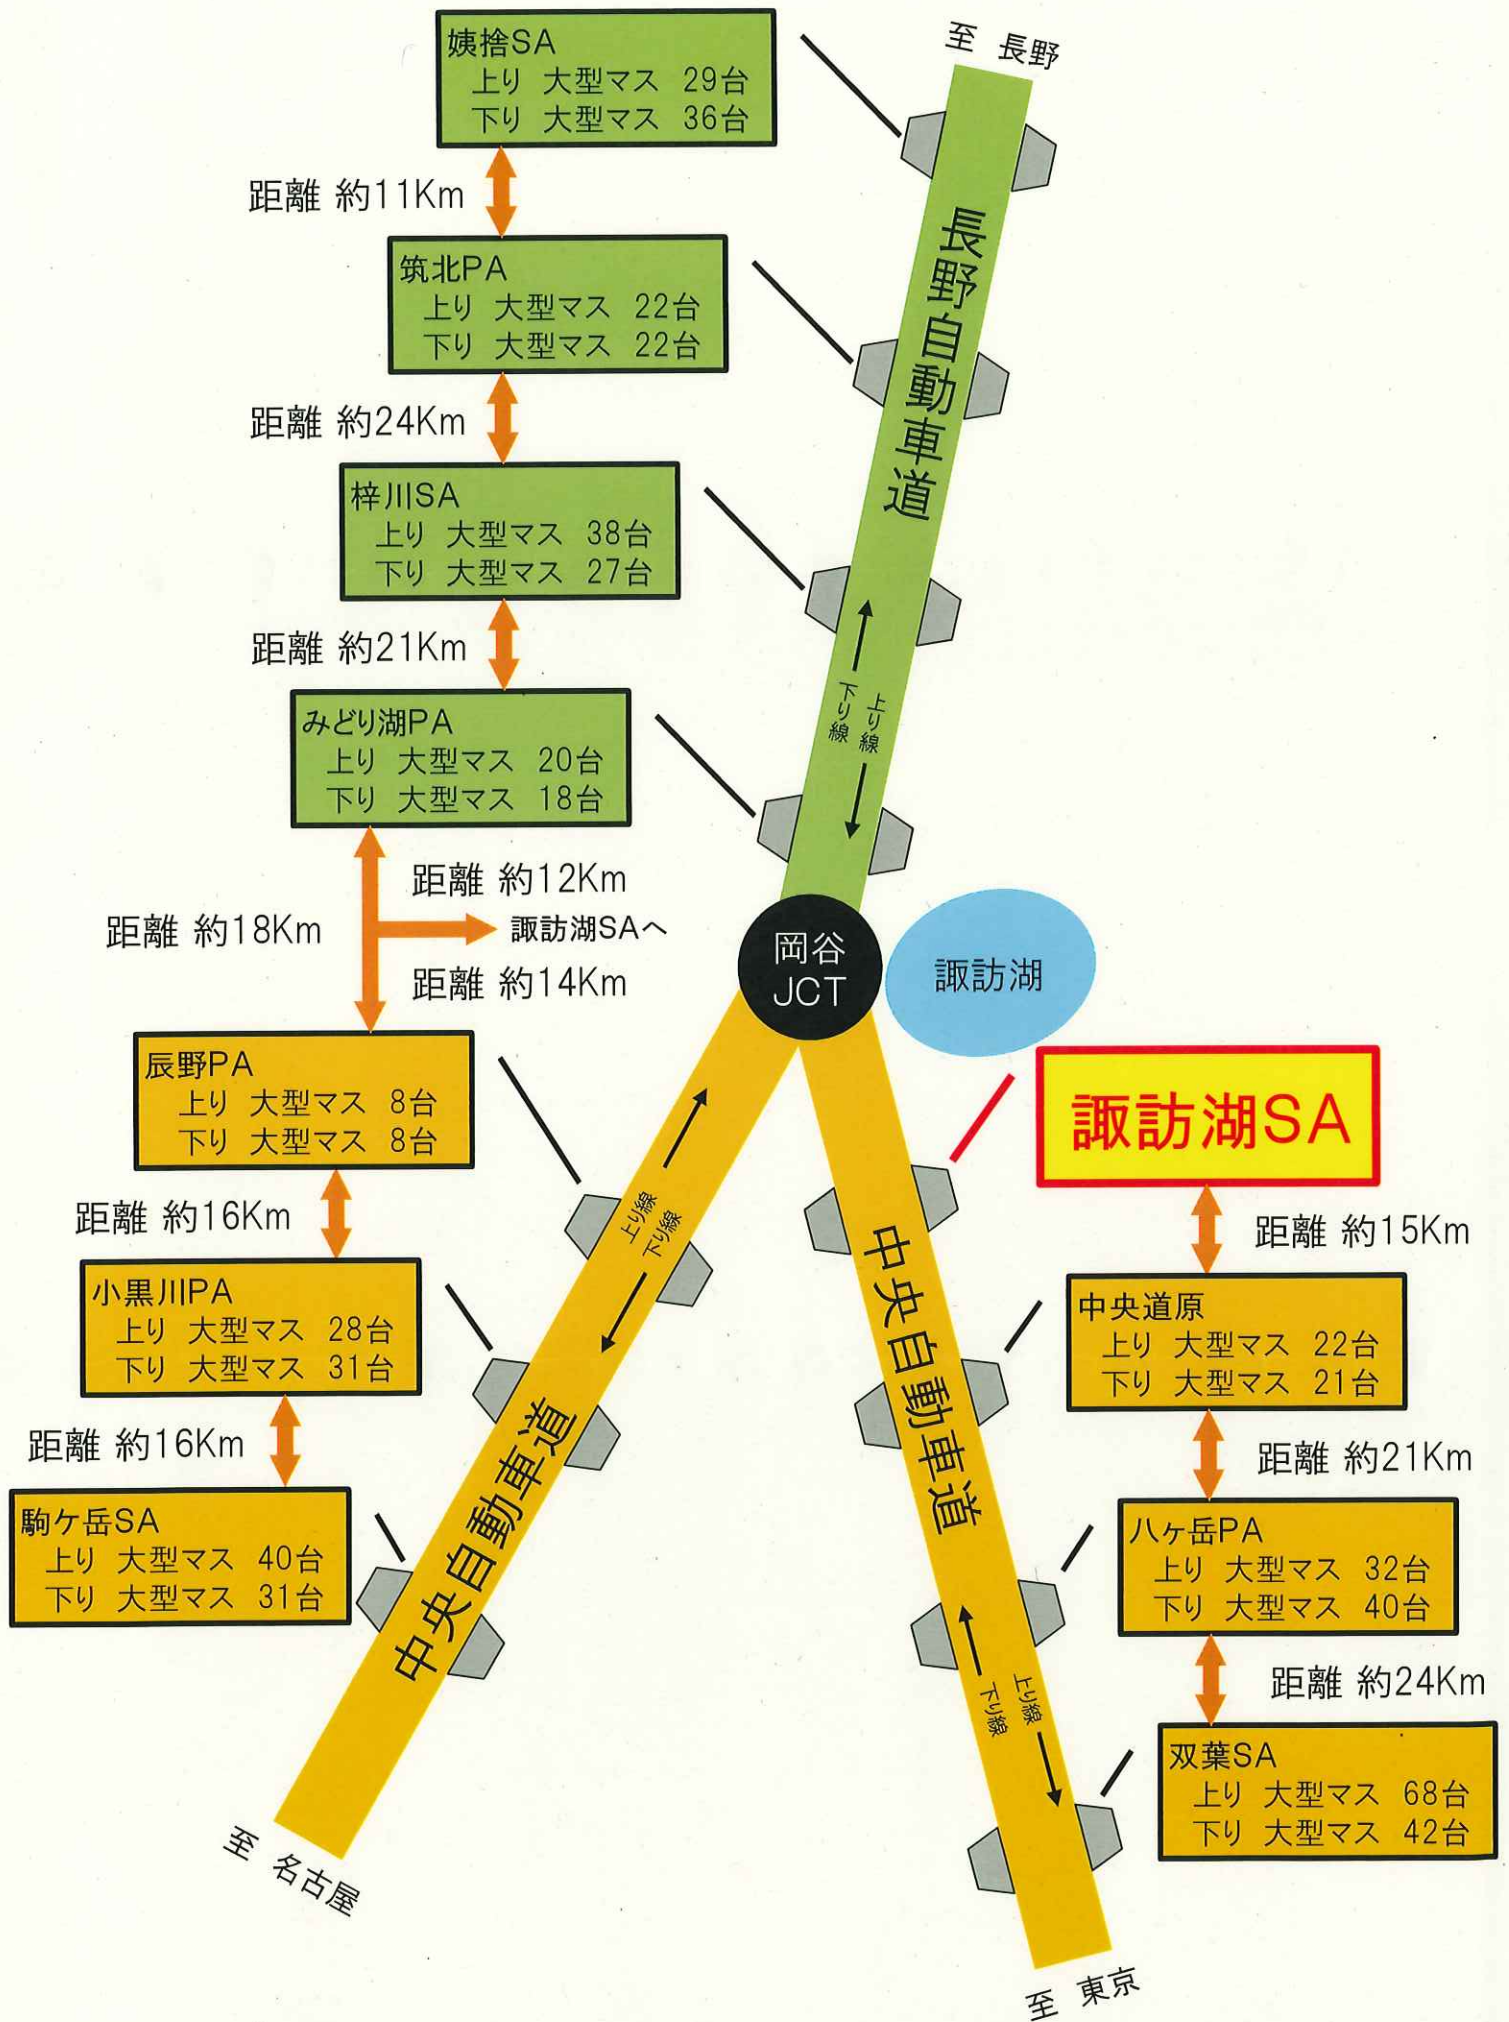 姨捨SA
上り 大型マス 29台
下り 大型マス 36台
至 長野
距離 約11Km
筑北PA
上り 大型マス 22台
下り 大型マス 22台
長野自動車道
距離 約24Km
梓川SA
上り 大型マス 38台
下り 大型マス 27台
距離 約21Km
下り線
上り線
みどり湖PA
上り 大型マス 20台
下り 大型マス 18台
距離 約12Km
距離 約18Km
諏訪湖SAへ
距離 約14Km
岡谷
JCT
諏訪湖
諏訪湖SA
辰野PA
上り 大型マス 8台
下り 大型マス 8台
上り線
下り線
距離 約16Km
距離 約15Km
小黒川PA
上り 大型マス 28台
下り 大型マス 31台
中央自動車道
中央道原
上り 大型マス 22台
下り 大型マス 21台
距離 約16Km
距離 約21Km
駒ケ岳SA
上り 大型マス 40台
下り 大型マス 31台
中央自動車道
八ヶ岳PA
上り 大型マス 32台
下り 大型マス 40台
上り線
下り線
距離 約24Km
双葉SA
上り 大型マス 68台
下り 大型マス 42台
至 名古屋
至 東京